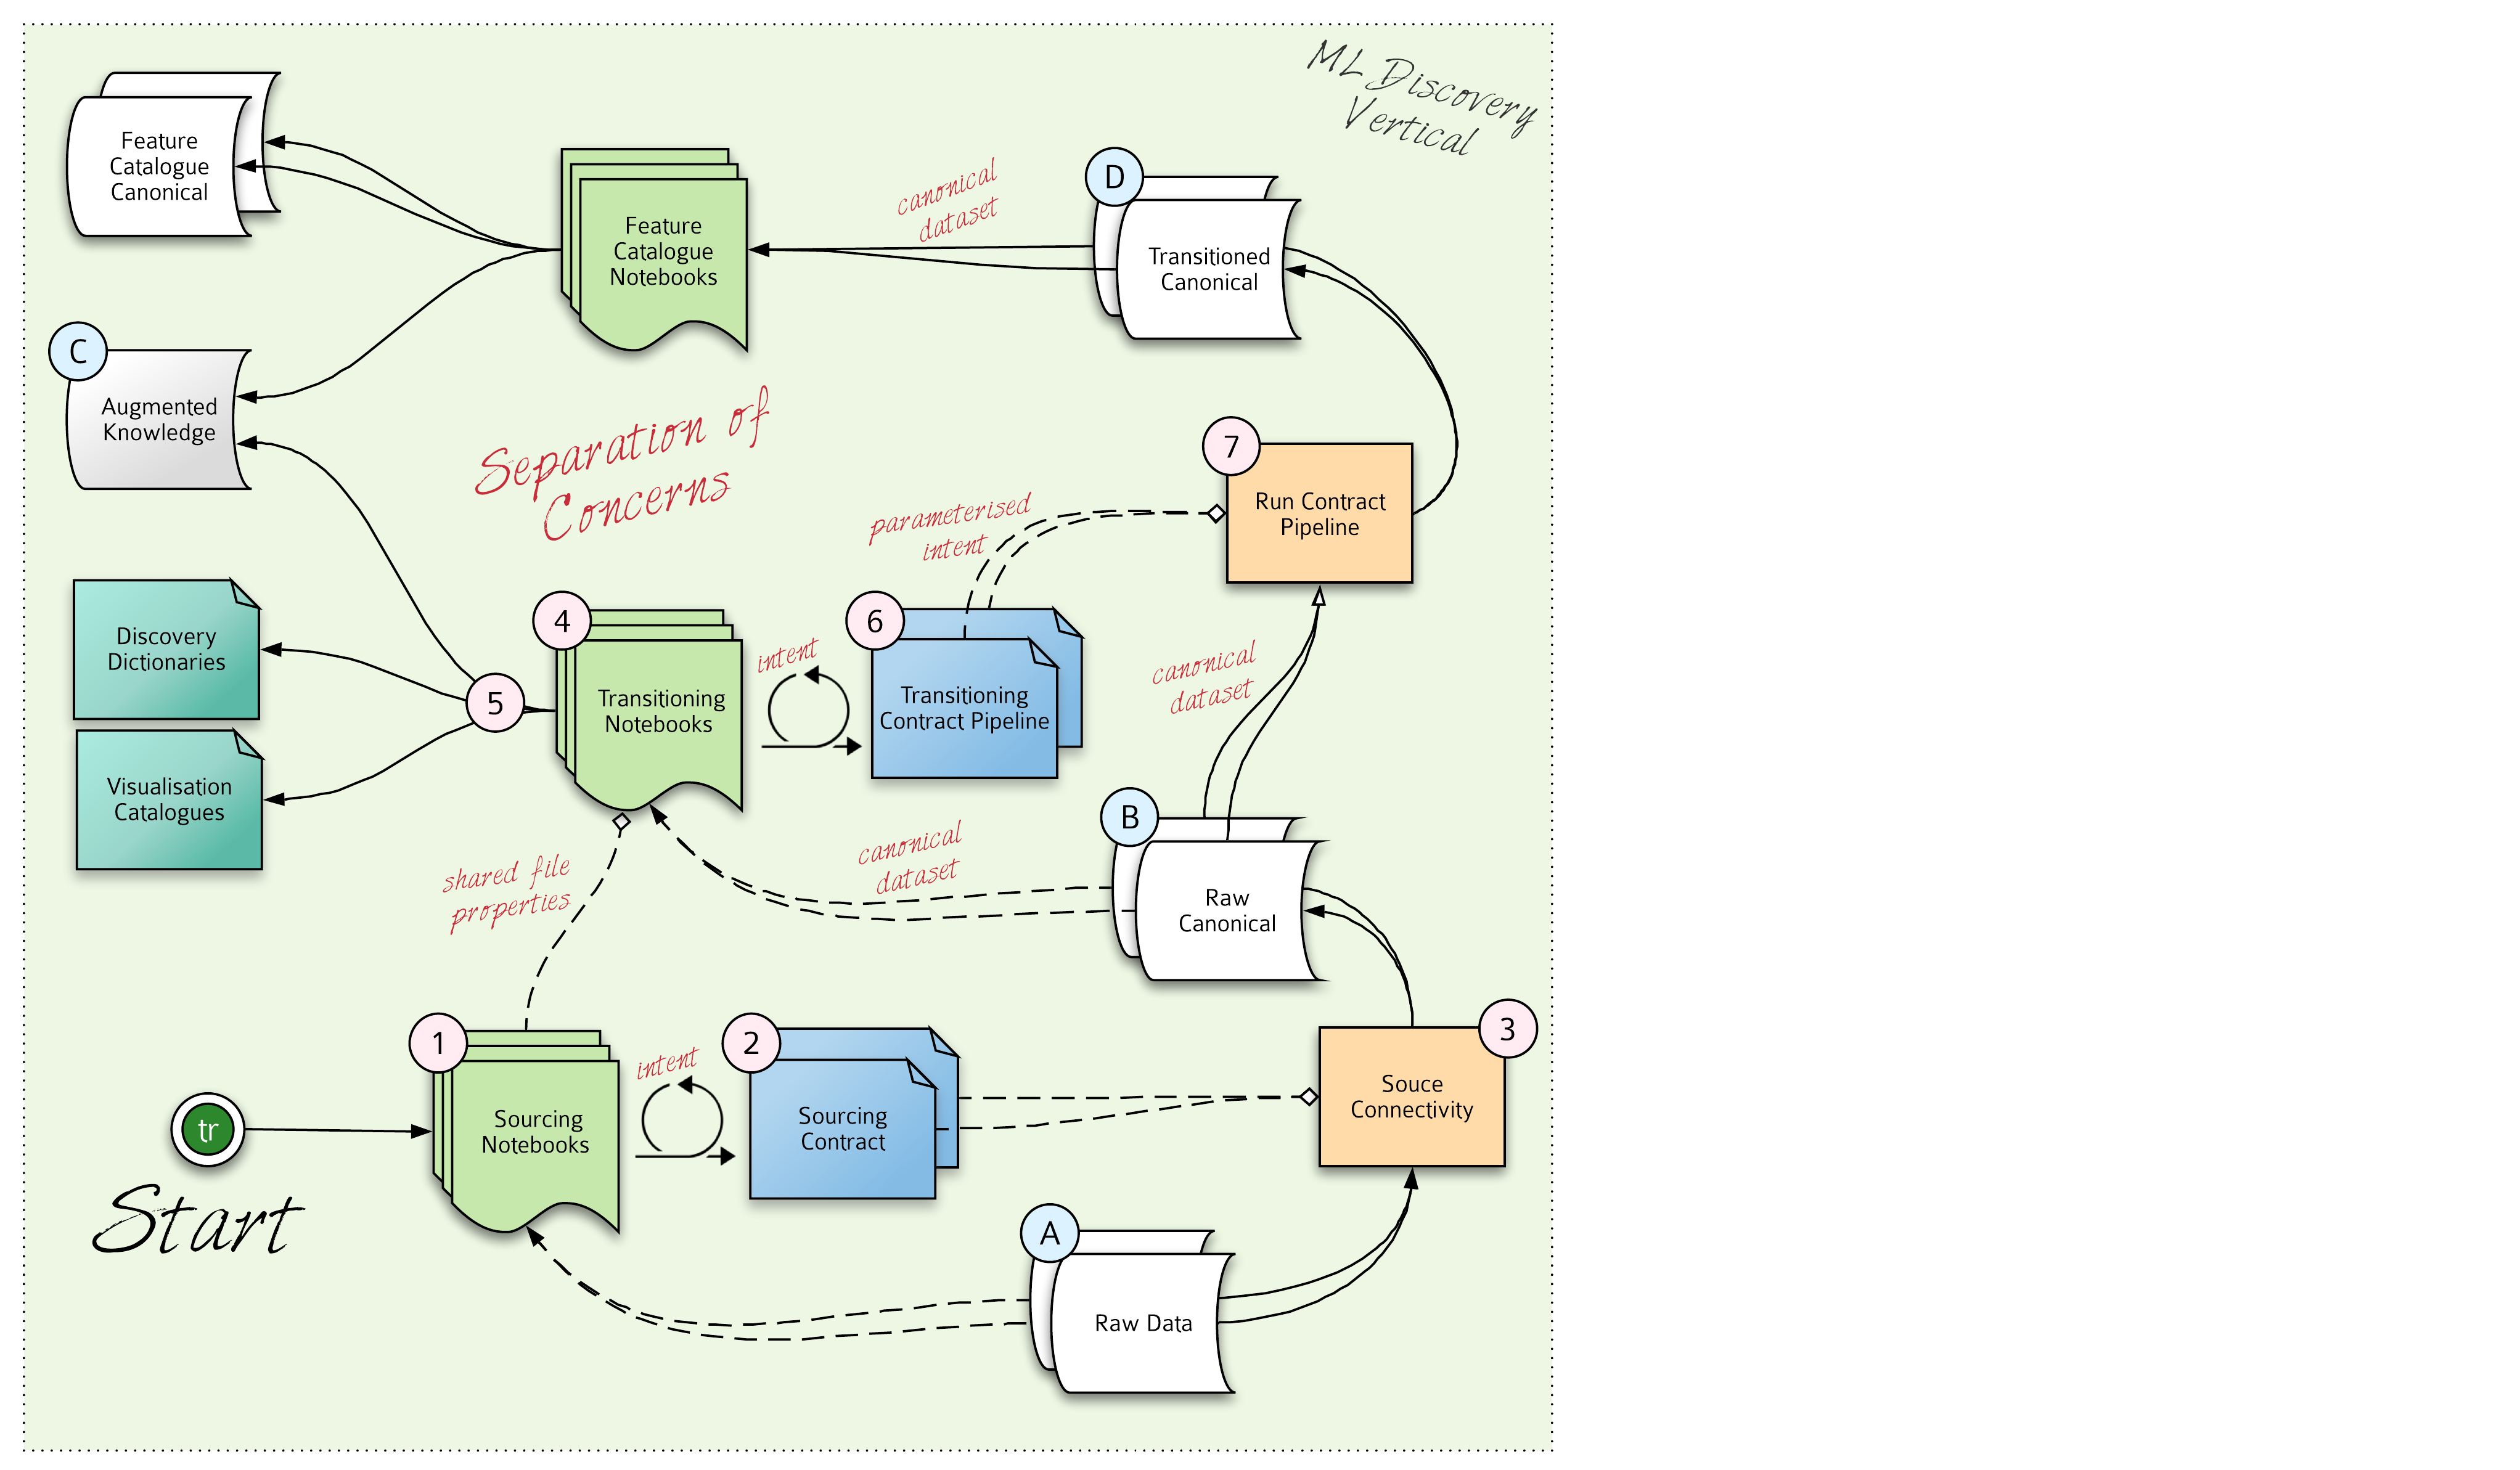 ML Discovery
Vertical
Feature
Catalogue
Canonical
Feature
Catalogue
Notebooks
canonical
dataset
D
Transitioned
Canonical
C
Augmented
Knowledge
Separation of
Concerns
7
Run Contract
Pipeline
parameterised
intent
Discovery
Dictionaries
Visualisation
Catalogues
5
4
Transitioning
Notebooks
intent
6
Transitioning
Contract Pipeline
canonical
dataset
B
Raw
Canonical
canonical
dataset
shared file
properties
1
Sourcing
Notebooks
intent
2
Sourcing
Contract
3
Souce
Connectivity
tr
Start
A
Raw Data